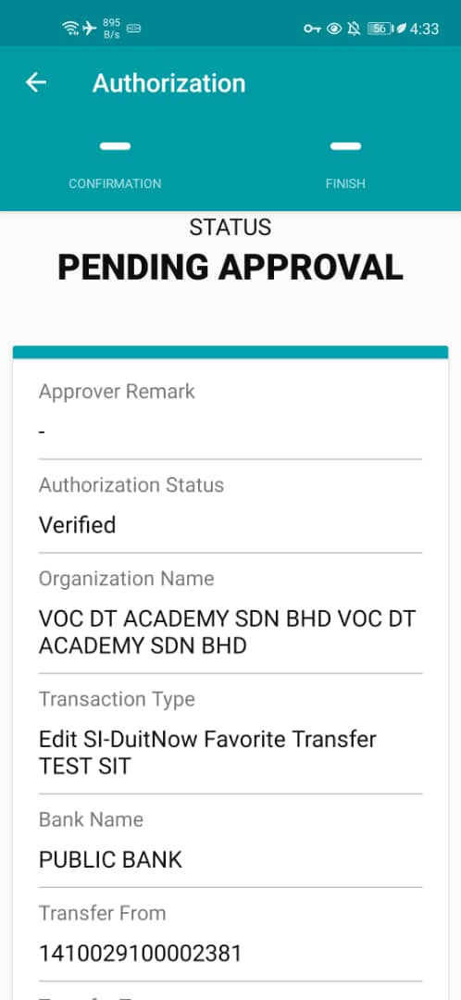 895
B/s
56
4:33
Authorization
CONFIRMATION
FINISH
STATUS
PENDING APPROVAL
Approver Remark
-
Authorization Status
Verified
Organization Name
VOC DT ACADEMY SDN BHD VOC DT
ACADEMY SDN BHD
Transaction Type
Edit SI-DuitNow Favorite Transfer
TEST SIT
Bank Name
PUBLIC BANK
Transfer From
1410029100002381